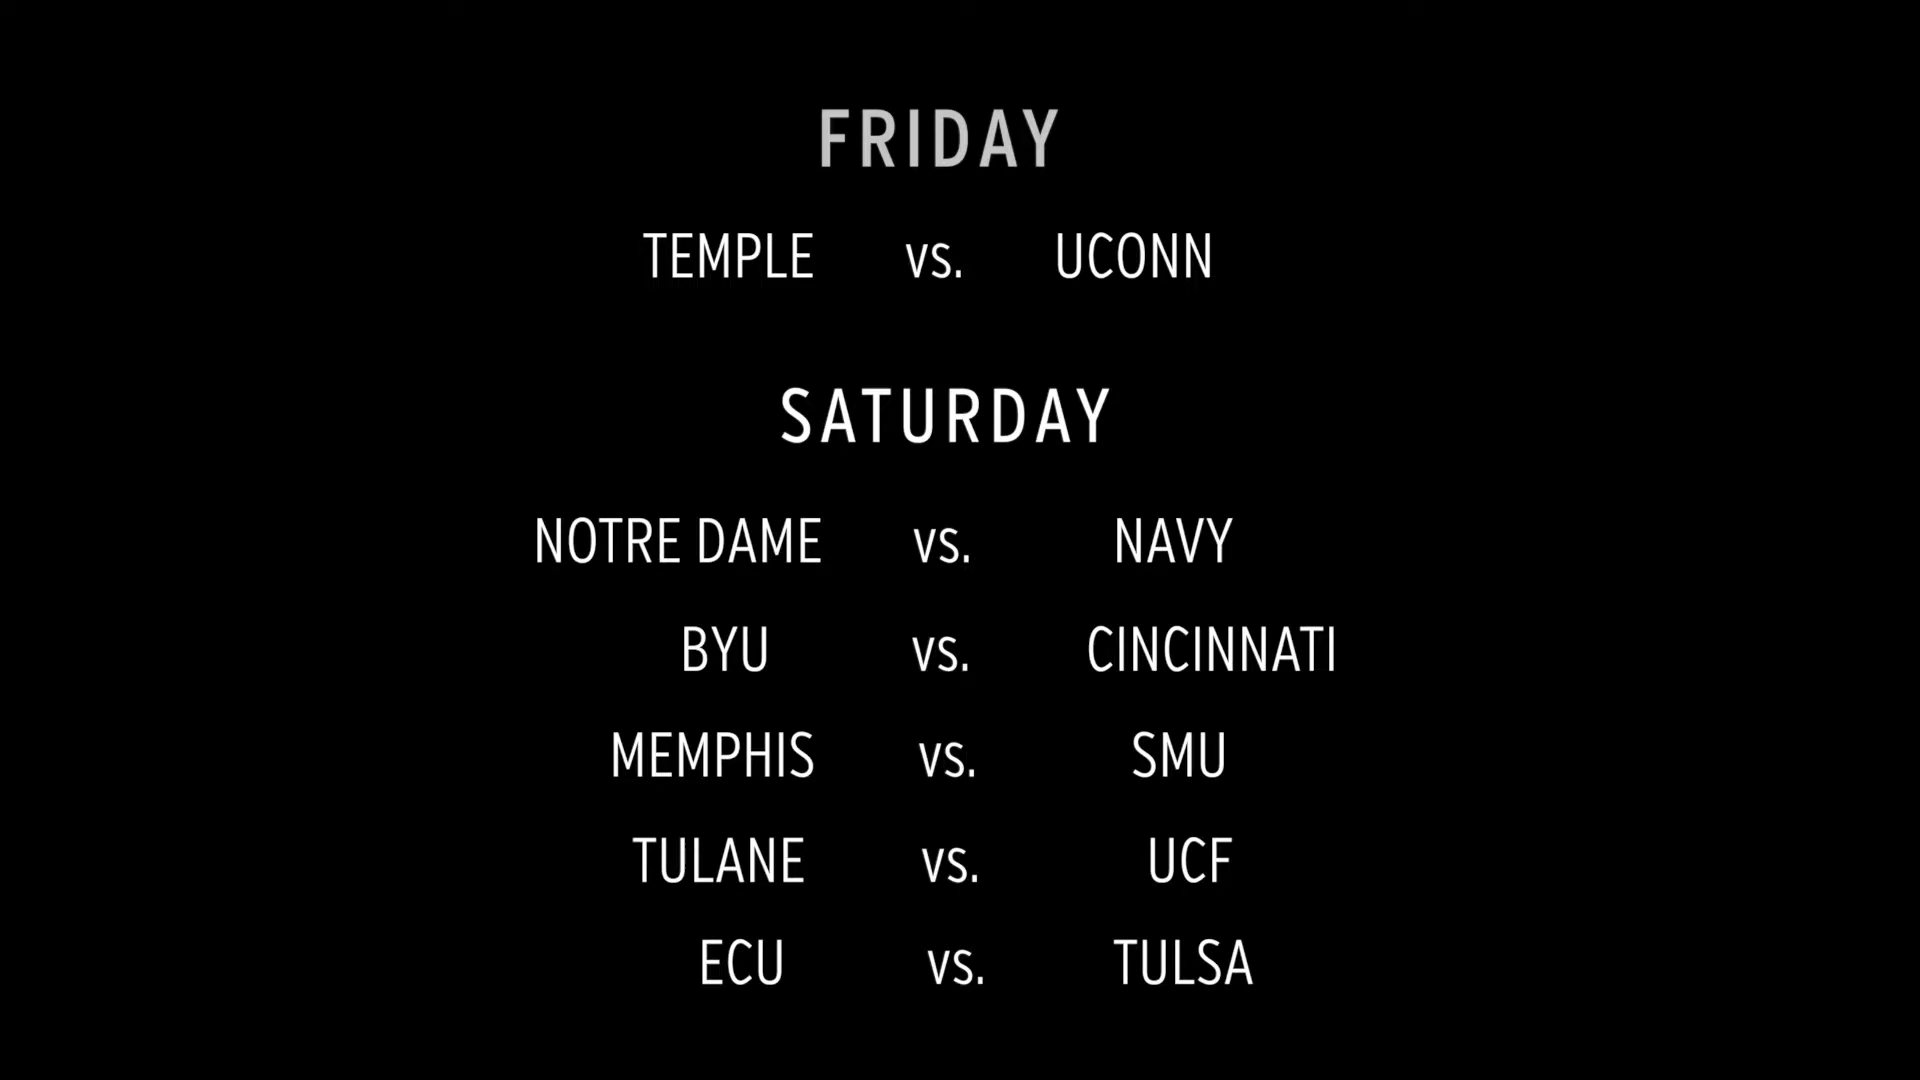 FRIDAY
TEMPLE vs. UCONN
SATURDAY
NOTRE DAME vs. NAVY
BYU vs. CINCINNATI
MEMPHIS vs. SMU
TULANE vs. UCF
ECU vs. TULSA